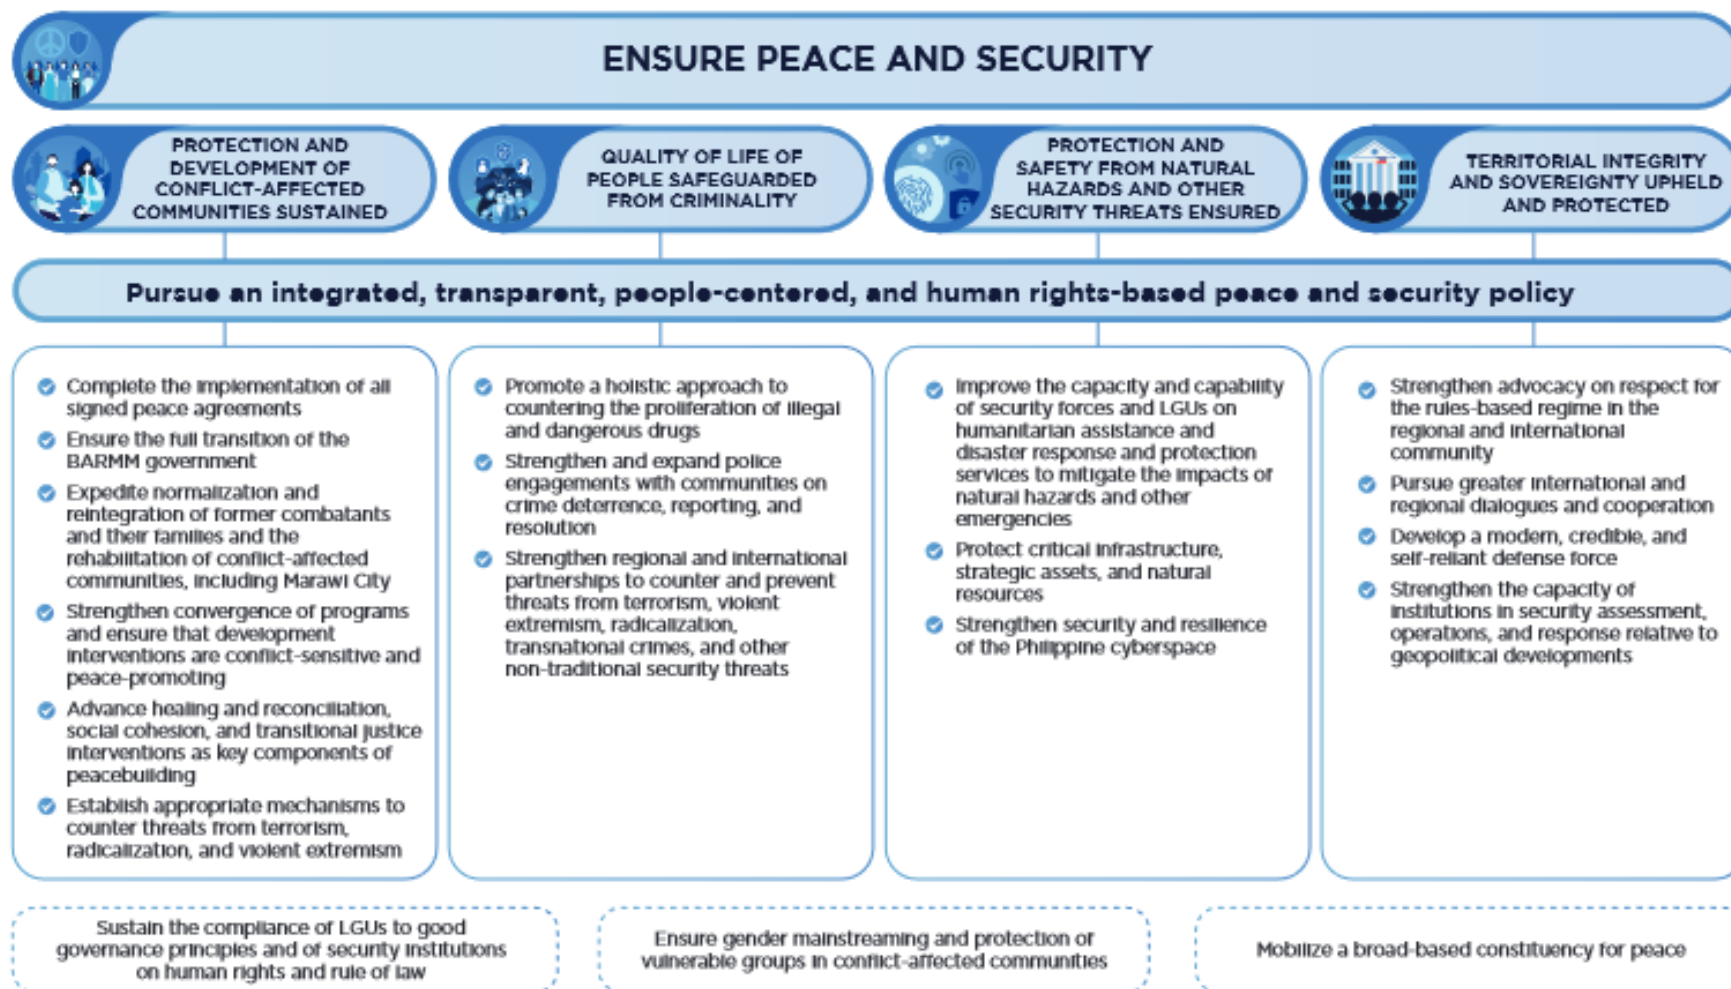 ENSURE PEACE AND SECURITY
PROTECTION AND
DEVELOPMENT OF
CONFLICT-AFFECTED
COMMUNITIES SUSTAINED
QUALITY OF LIFE OF
PEOPLE SAFEGUARDED
FROM CRIMINALITY
PROTECTION AND
SAFETY FROM NATURAL
HAZARDS AND OTHER
SECURITY THREATS ENSURED
TERRITORIAL INTEGRITY
AND SOVEREIGNTY UPHELD
AND PROTECTED
Pursue an integrated, transparent, people-centered, and human rights-based peace and security policy
Complete the implementation of all
signed peace agreements
Ensure the full transition of the
BARMM government
Expedite normalization and
reintegration of former combatants
and their families and the
rehabilitation of conflict-affected
communities, including Marawi City
Strengthen convergence of programs
and ensure that development
interventions are conflict-sensitive and
peace-promoting
Advance healing and reconciliation,
social cohesion, and transitional justice
interventions as key components of
peacebuilding
Establish appropriate mechanisms to
counter threats from terrorism,
radicalization, and violent extremism
Promote a holistic approach to
countering the proliferation of illegal
and dangerous drugs
Strengthen and expand police
engagements with communities on
crime deterrence, reporting, and
resolution
Strengthen regional and international
partnerships to counter and prevent
threats from terrorism, violent
extremism, radicalization,
transnational crimes, and other
non-traditional security threats
Improve the capacity and capability
of security forces and LGUs on
humanitarian assistance and
disaster response and protection
services to mitigate the impacts of
natural hazards and other
emergencies
Protect critical infrastructure,
strategic assets, and natural
resources
Strengthen security and resilience
of the Philippine cyberspace
Strengthen advocacy on respect for
the rules-based regime in the
regional and international
community
Pursue greater international and
regional dialogues and cooperation
Develop a modern, credible, and
self-reliant defense force
Strengthen the capacity of
institutions in security assessment,
operations, and response relative to
geopolitical developments
Sustain the compliance of LGUs to good
governance principles and of security institutions
on human rights and rule of law
Ensure gender mainstreaming and protection of
vulnerable groups in conflict-affected communities
Mobilize a broad-based constituency for peace